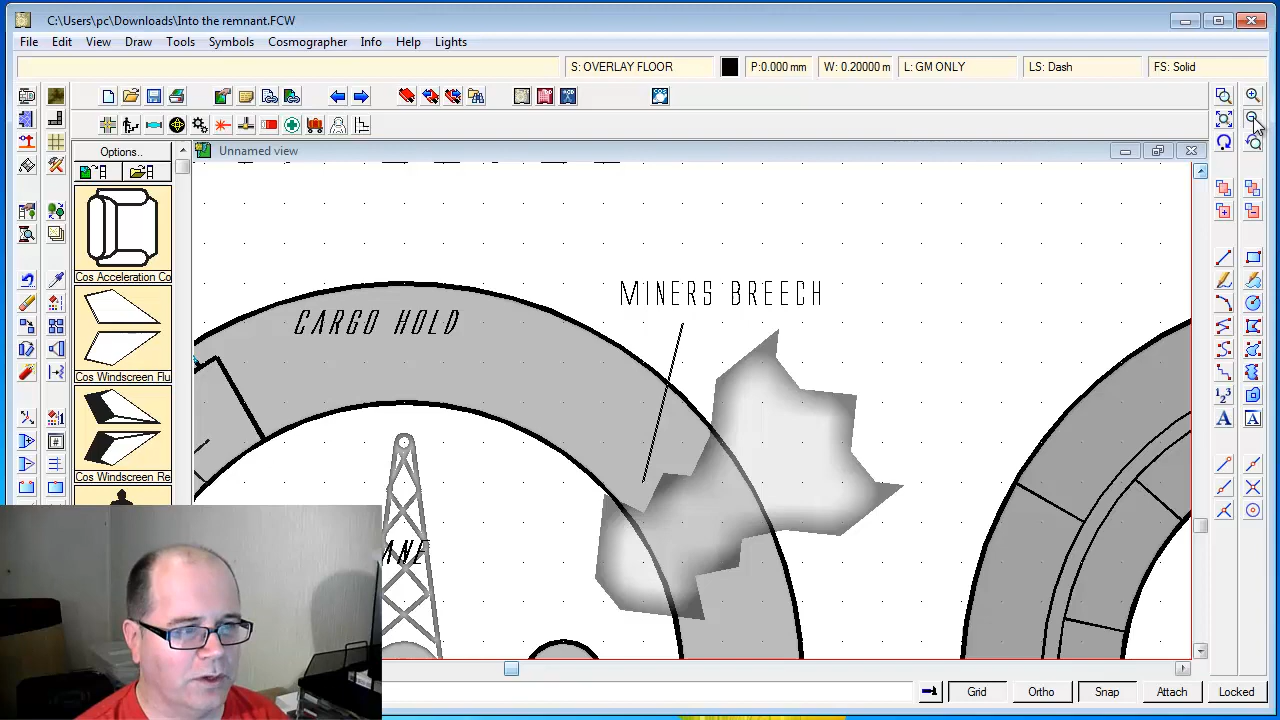 C:\Users\pc\Downloads\Into the remnant.FCW
File Edit View Draw Tools Symbols Cosmographer Info Help Lights
S: OVERLAY FLOOR P:0.000 mm W: 0.20000 m L: GM ONLY LS: Dash FS: Solid
Options..
Unnamed view
Cos Acceleration Co
Cos Windscreen Flu
Cos Windscreen Re
CARGO HOLD
MINERS BREECH
Grid Ortho Snap Attach Locked